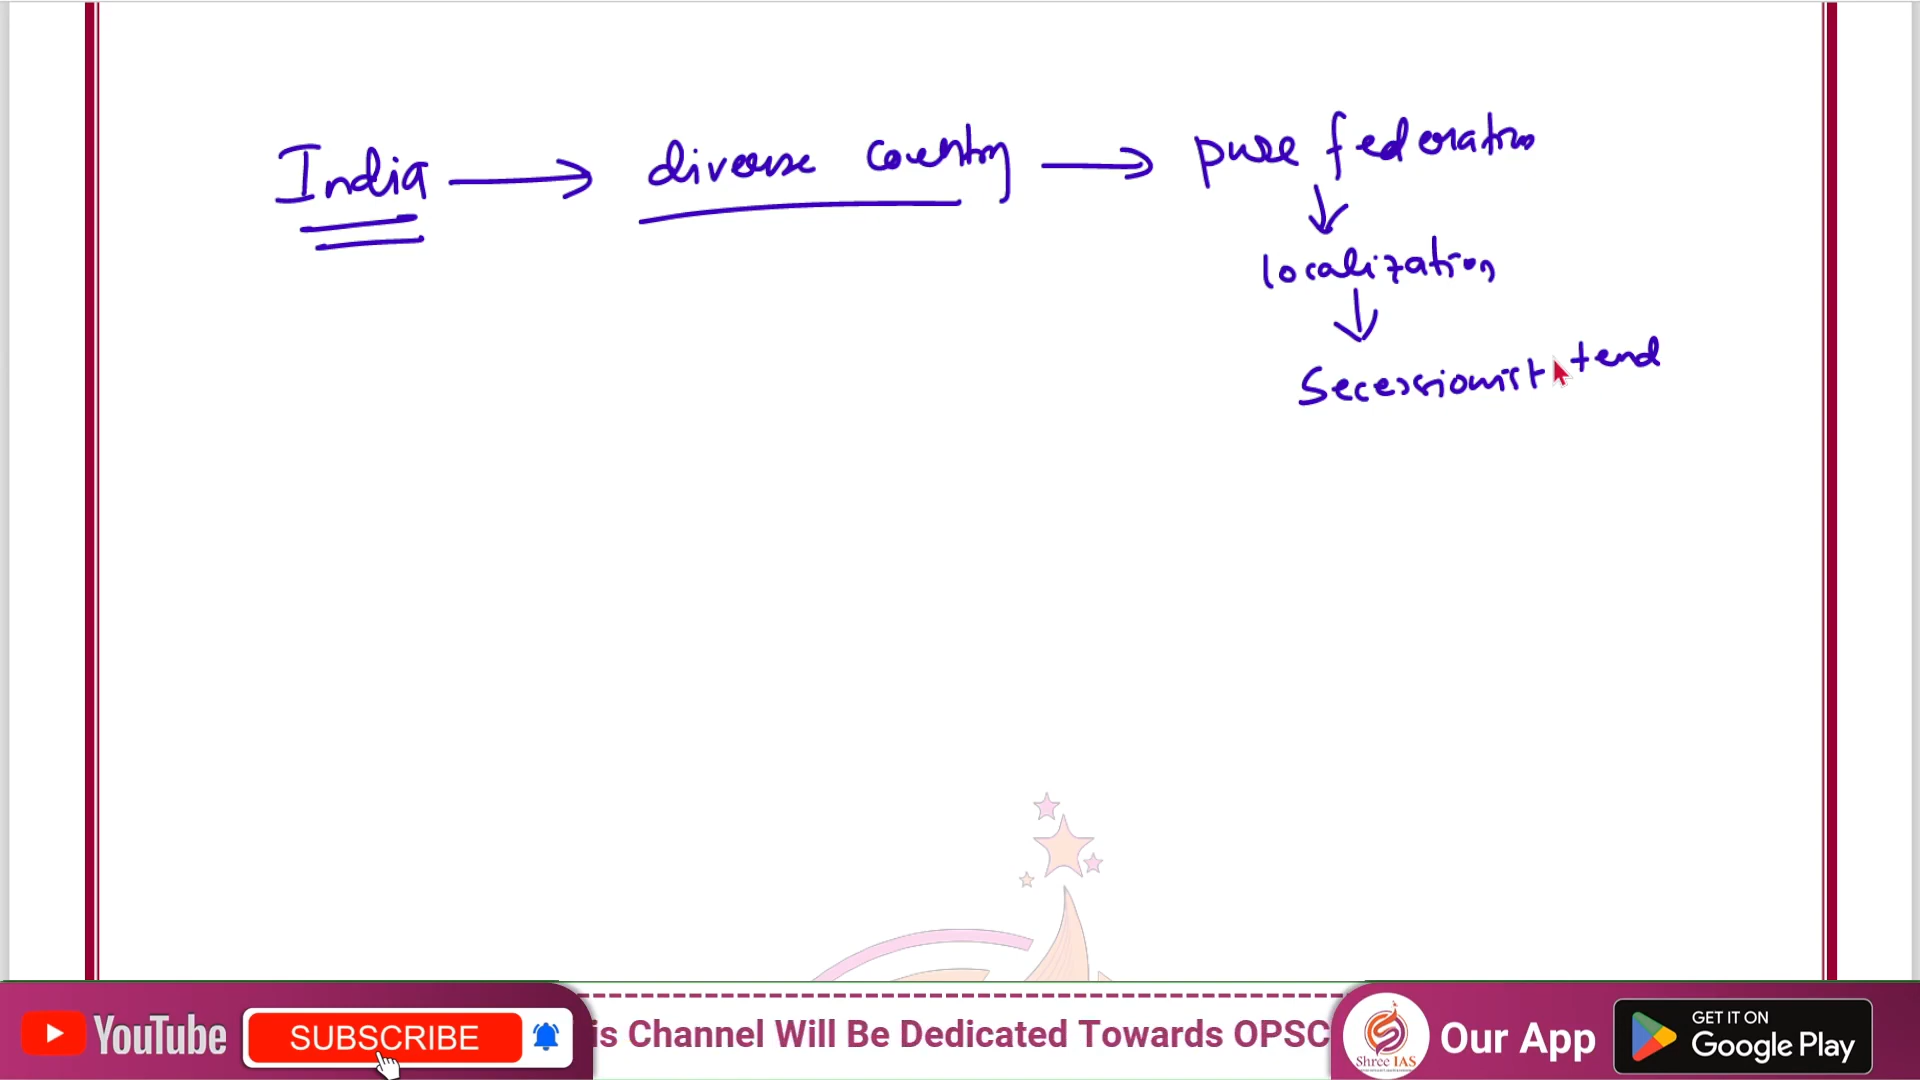 India → diverse country → pure federation
↓
localization
↓
Secessionist tend
YouTube
SUBSCRIBE
is Channel Will Be Dedicated Towards OPSC
Shree IAS
Our App
GET IT ON
Google Play